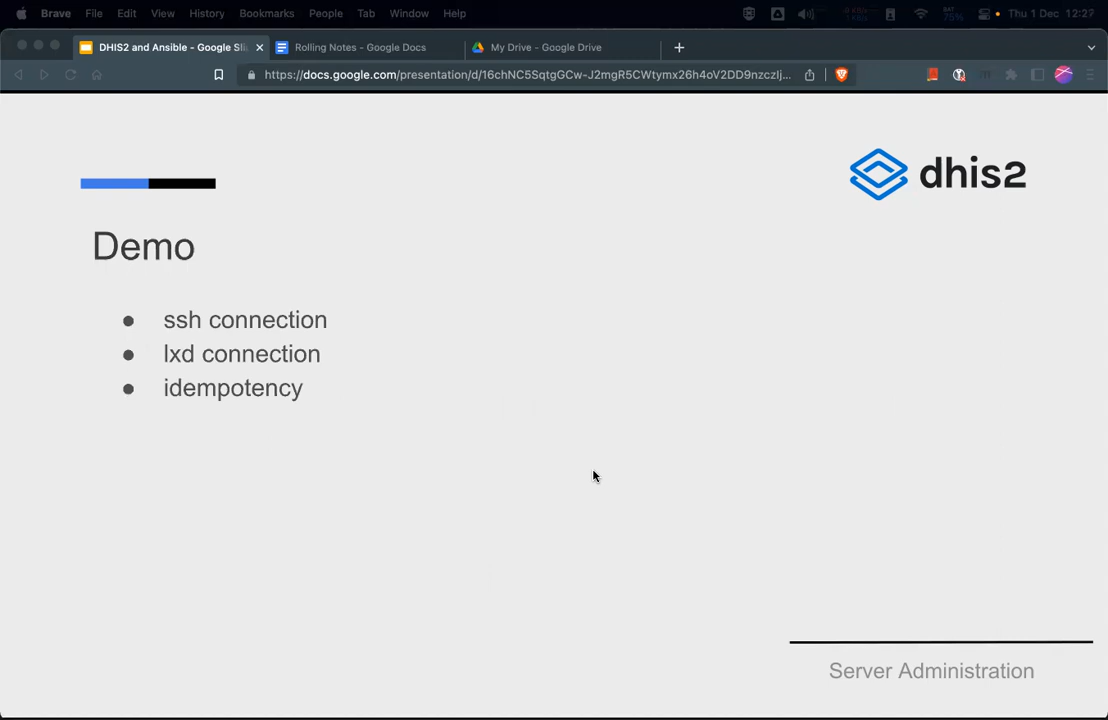 Brave File Edit View History Bookmarks People Tab Window Help 75% Thu 1 Dec 12:27
DHIS2 and Ansible - Google Sli Rolling Notes - Google Docs My Drive - Google Drive
https://docs.google.com/presentation/d/16chNC5SqtgGCw-J2mgR5CWtymx26h4oV2DD9nzczlj...
dhis2
Demo
● ssh connection
● lxd connection
● idempotency
Server Administration